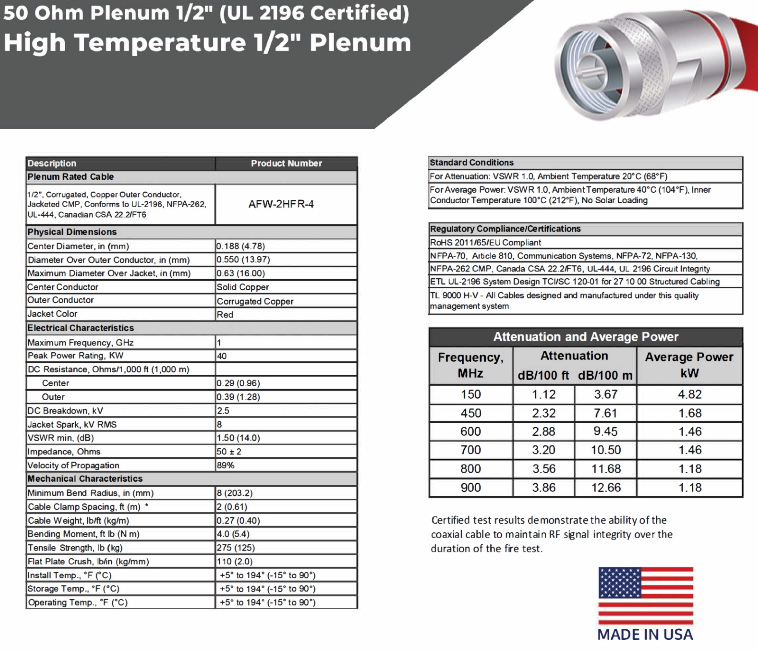 50 Ohm Plenum 1/2" (UL 2196 Certified)
High Temperature 1/2" Plenum
Description Product Number
Plenum Rated Cable
1/2", Corrugated, Copper Outer Conductor,
Jacketed CMP, Conforms to UL-2196, NFPA-262,
UL-444, Canadian CSA 22.2/FT6
AFW-2HFR-4
Physical Dimensions
Center Diameter, in (mm) 0.188 (4.78)
Diameter Over Outer Conductor, in (mm) 0.550 (13.97)
Maximum Diameter Over Jacket, in (mm) 0.63 (16.00)
Center Conductor Solid Copper
Outer Conductor Corrugated Copper
Jacket Color Red
Electrical Characteristics
Maximum Frequency, GHz 1
Peak Power Rating, KW 40
DC Resistance, Ohms/1,000 ft (1,000 m)
Center 0.29 (0.96)
Outer 0.39 (1.28)
DC Breakdown, kV 2.5
Jacket Spark, kV RMS 8
VSWR min, (dB) 1.50 (14.0)
Impedance, Ohms 50 ± 2
Velocity of Propagation 89%
Mechanical Characteristics
Minimum Bend Radius, in (mm) 8 (203.2)
Cable Clamp Spacing, ft (m) * 2 (0.61)
Cable Weight, lb/ft (kg/m) 0.27 (0.40)
Bending Moment, ft lb (N m) 4.0 (5.4)
Tensile Strength, lb (kg) 275 (125)
Flat Plate Crush, lb/in (kg/mm) 110 (2.0)
Install Temp., °F (°C) +5° to 194° (-15° to 90°)
Storage Temp., °F (°C) +5° to 194° (-15° to 90°)
Operating Temp., °F (°C) +5° to 194° (-15° to 90°)
Standard Conditions
For Attenuation: VSWR 1.0, Ambient Temperature 20°C (68°F)
For Average Power: VSWR 1.0, Ambient Temperature 40°C (104°F), Inner
Conductor Temperature 100°C (212°F), No Solar Loading
Regulatory Compliance/Certifications
RoHS 2011/65/EU Compliant
NFPA-70, Article 810, Communication Systems, NFPA-72, NFPA-130,
NFPA-262 CMP, Canada CSA 22.2/FT6, UL-444, UL 2196 Circuit Integrity
ETL UL-2196 System Design TCI/SC 120-01 for 27 10 00 Structured Cabling
TL 9000 H-V - All Cables designed and manufactured under this quality
management system
Attenuation and Average Power
Frequency, MHz Attenuation dB/100 ft dB/100 m Average Power kW
150 1.12 3.67 4.82
450 2.32 7.61 1.68
600 2.88 9.45 1.46
700 3.20 10.50 1.46
800 3.56 11.68 1.18
900 3.86 12.66 1.18
Certified test results demonstrate the ability of the
coaxial cable to maintain RF signal integrity over the
duration of the fire test.
MADE IN USA